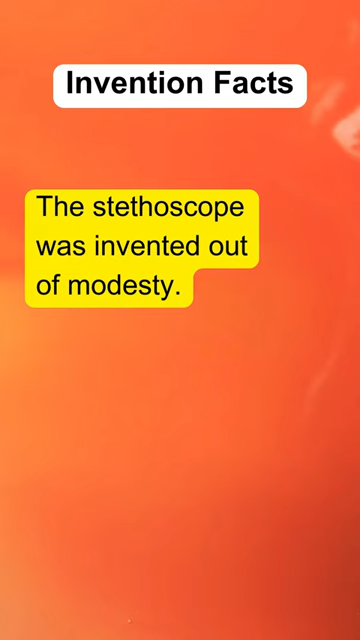 Invention Facts
The stethoscope
was invented out
of modesty.